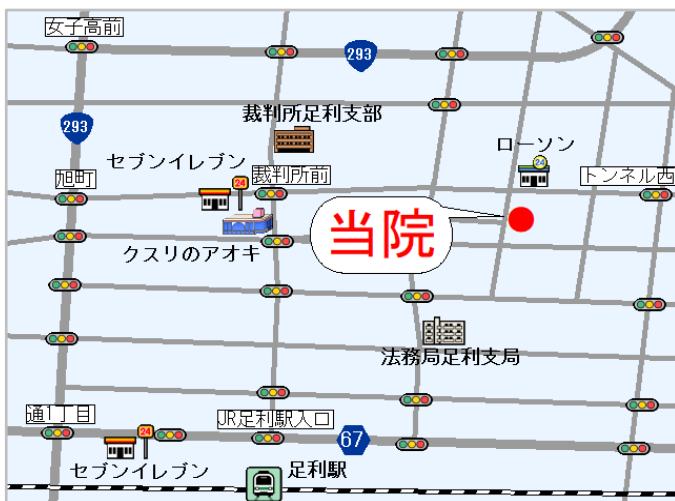 女子高前
293
裁判所足利支部
293
ローソン
セブンイレブン
24
24
裁判所前
トンネル西
旭町
当院
クスリのアオキ
法務局足利支局
通1丁目
24
JR足利駅入口
67
セブンイレブン
足利駅